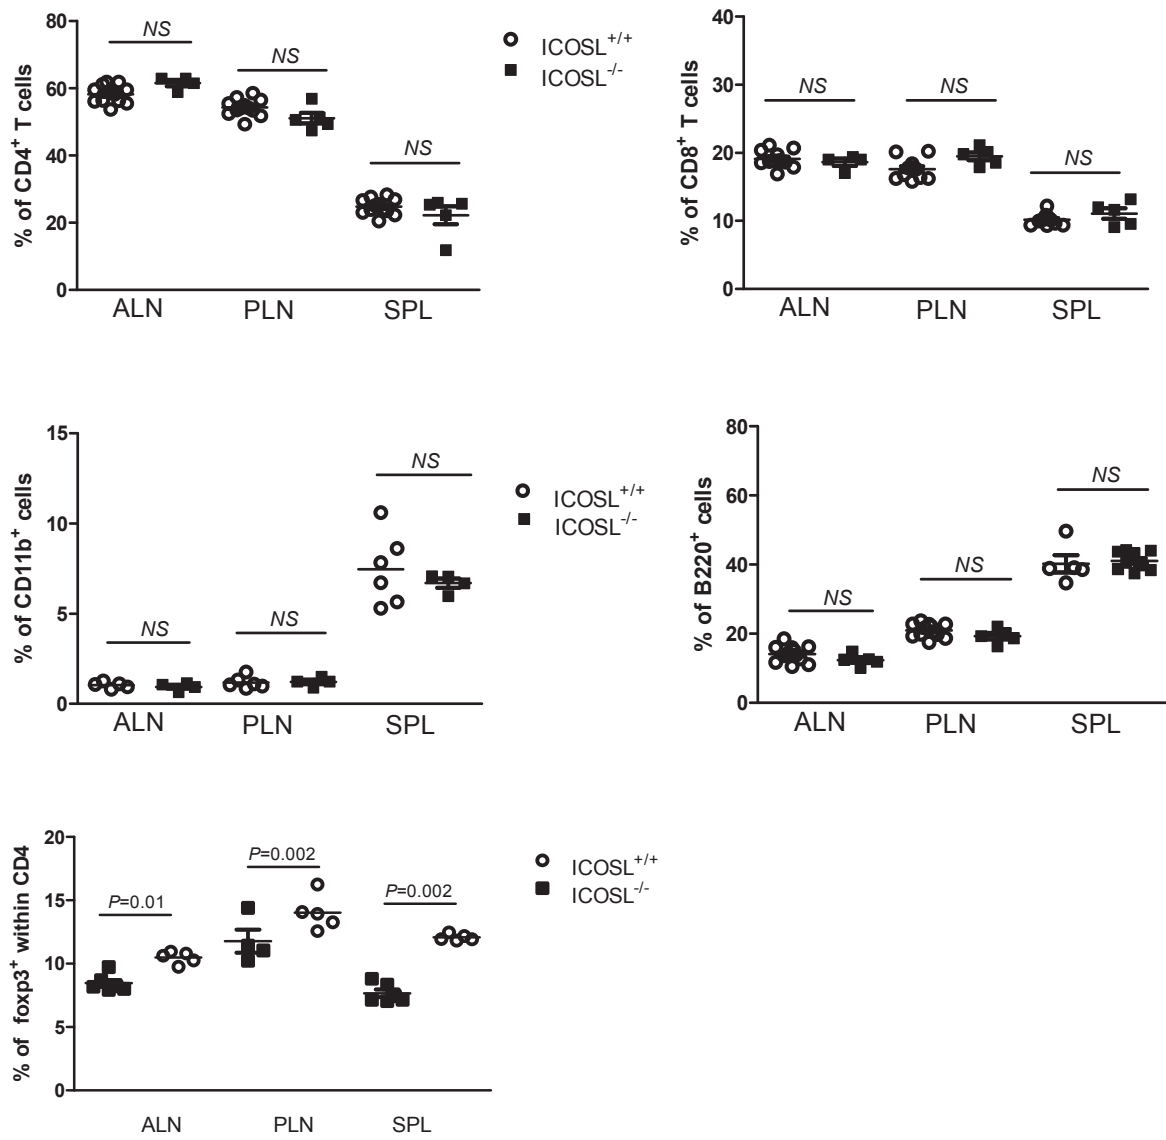 % of CD4+ T cells
80
60
40
20
0
NS
NS
NS
ALN
PLN
SPL
ICOSL+/+
ICOSL-/-
% of CD8+ T cells
40
30
20
10
0
NS
NS
NS
ALN
PLN
SPL
% of CD11b+ cells
15
10
5
0
NS
NS
NS
ALN
PLN
SPL
ICOSL+/+
ICOSL-/-
% of B220+ cells
80
60
40
20
0
NS
NS
NS
ALN
PLN
SPL
% of foxp3+ within CD4
20
15
10
5
0
P=0.01
P=0.002
P=0.002
ALN
PLN
SPL
ICOSL+/+
ICOSL-/-